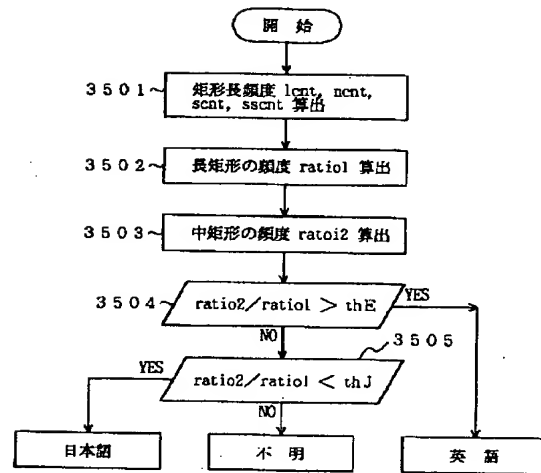 開始
3501
矩形長頻度 lcnt, ncnt,
scnt, sscnt 算出
3502
長矩形の頻度 ratio1 算出
3503
中矩形の頻度 ratoi2 算出
3504
ratio2/ratio1 > thE
YES
NO
3505
ratio2/ratio1 < thJ
YES
NO
日本語
不明
英語